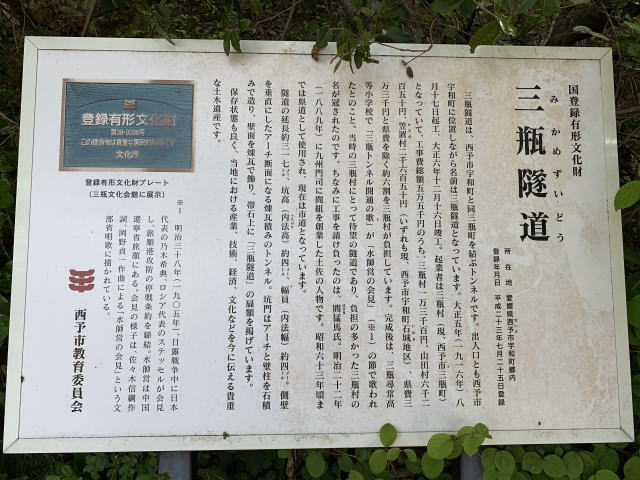 国登録有形文化財
三瓶隧道
みかめずいどう
所在地 愛媛県西予市宇和町郷内
登録年月日 平成二十三年七月二十五日登録
三瓶隧道は、西予市宇和町と同三瓶町を結ぶトンネルです。出入口とも西予市
宇和町に位置しながら名前は三瓶隧道となっています。大正五年(一九一六年)八
月十七日起工、大正六年十二月十六日竣工。起業者は三瓶村(現、西予市三瓶町)
となっていて、工事費総額五万五千円のうち、三瓶村一万三千百円、山田村六千二
百五十円、笠置村二千六百五十円(いずれも現、西予市宇和町石城地区)、県費三
万三千円と県費を除く約六割を三瓶村が負担しています。完成後は、三瓶尋常高
等小学校で「三瓶トンネル開通の歌」が「水師営の会見」(※1)の節で歌われ
たとのこと。当時の三瓶村にとって待望の隧道であり、負担の多かった三瓶村の
名が冠されたのです。ちなみに工事を請け負ったのは、間猛馬氏。明治二十二年
(一八八九年)に九州門司に間組を創業した土佐の人物です。昭和六十三年頃ま
では県道として使用され、現在は市道となっています。
隧道の延長約三一七㍍、坑高(内法高)約四㍍、幅員(内法幅)約四㍍。側壁
を垂直にしたアーチ断面になる煉瓦積みのトンネル。坑門はアーチと壁柱を石積
みで造り、壁面を煉瓦で飾り、帯石上に「三瓶隧道」の扁額を掲げています。
保存状態も良く、当地における産業、技術、経済、文化などを今に伝える貴重
な土木遺産です。
登録有形文化財
第38-0098号
この建造物は貴重な国民的財産です
文化庁
登録有形文化財プレート
(三瓶文化会館に展示)
※1 明治三十八年(一九〇五年)、日露戦争中に日本
代表の乃木希典、ロシア代表のステッセルが会見
し、旅順港攻防の停戦条約を締結。水師営は中国
遼寧省旅順にある。会見の様子は、佐々木信綱作
詞、岡野貞一作曲による「水師営の会見」という文
部省唱歌に描かれている。
西予市教育委員会